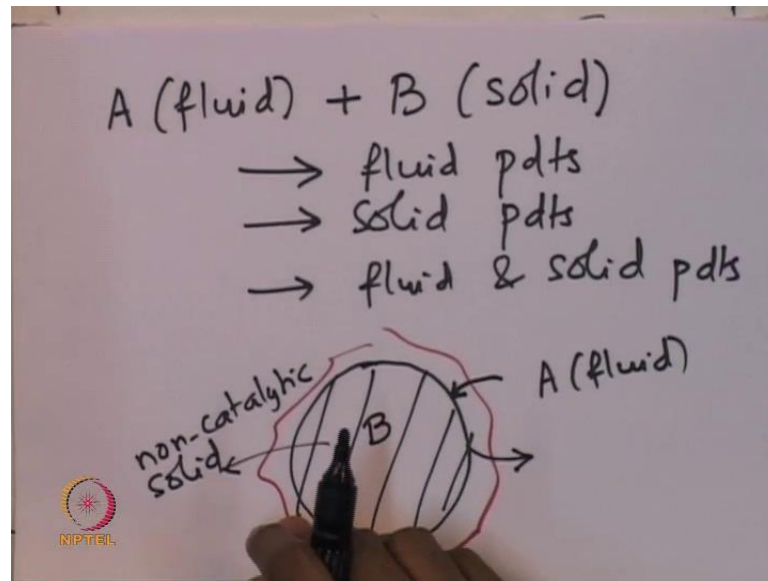 A (fluid) + B (solid)
→ fluid pdts
→ solid pdts
→ fluid & solid pdts
non-catalytic
solid
B
A (fluid)
NPTEL